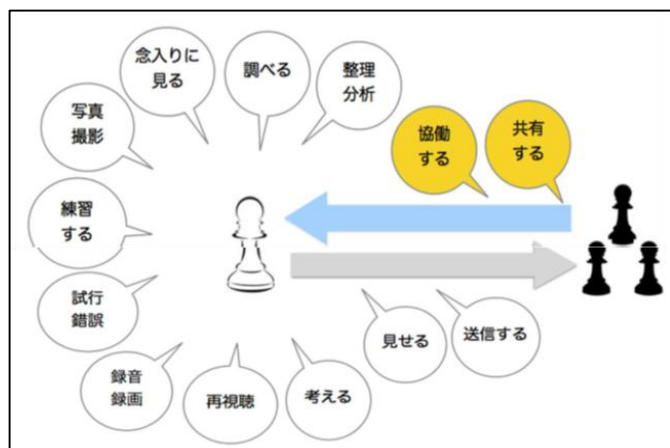 念入りに
見る
調べる
整理
分析
写真
撮影
協働
する
共有
する
練習
する
試行
錯誤
録音
録画
再視聴
考える
見せる
送信する